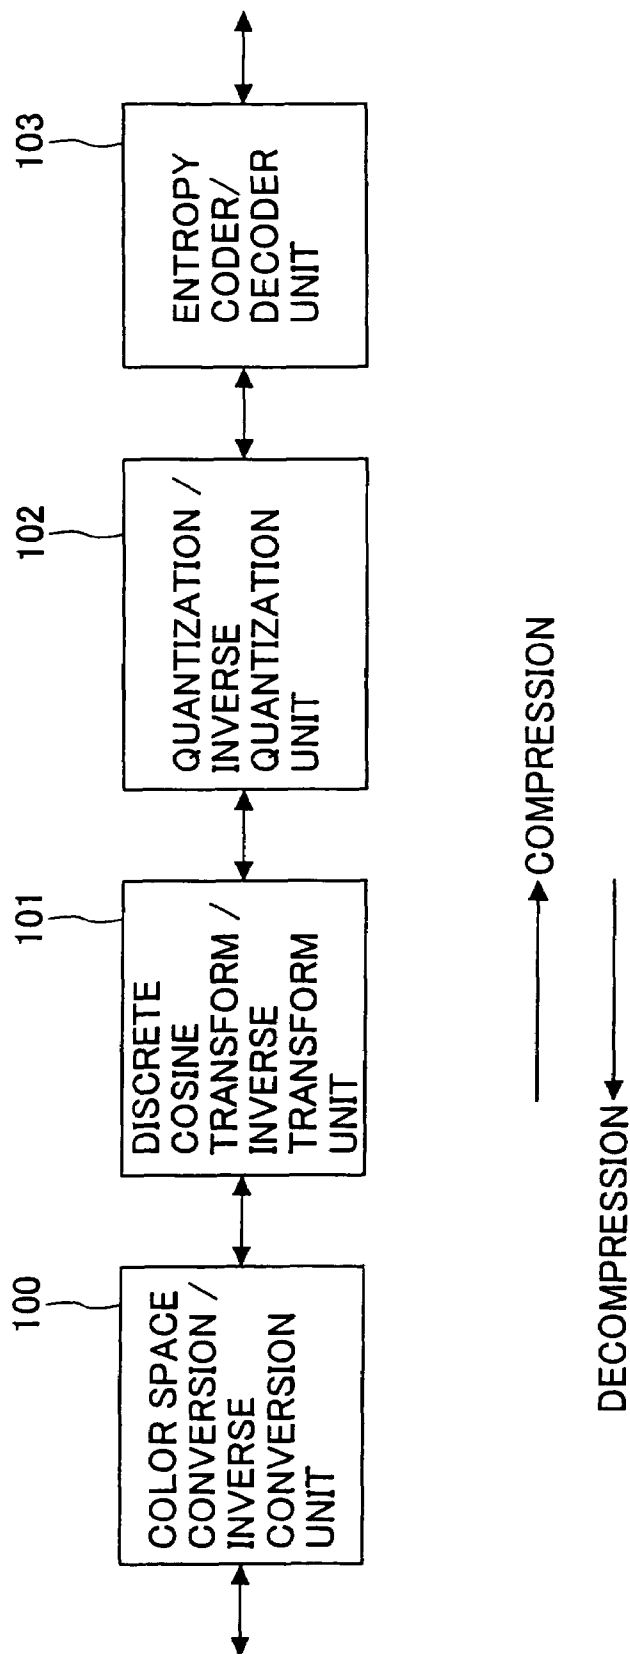 100
COLOR SPACE
CONVERSION /
INVERSE
CONVERSION
UNIT
101
DISCRETE
COSINE
TRANSFORM /
INVERSE
TRANSFORM
UNIT
102
QUANTIZATION /
INVERSE
QUANTIZATION
UNIT
103
ENTROPY
CODER/
DECODER
UNIT
COMPRESSION
DECOMPRESSION